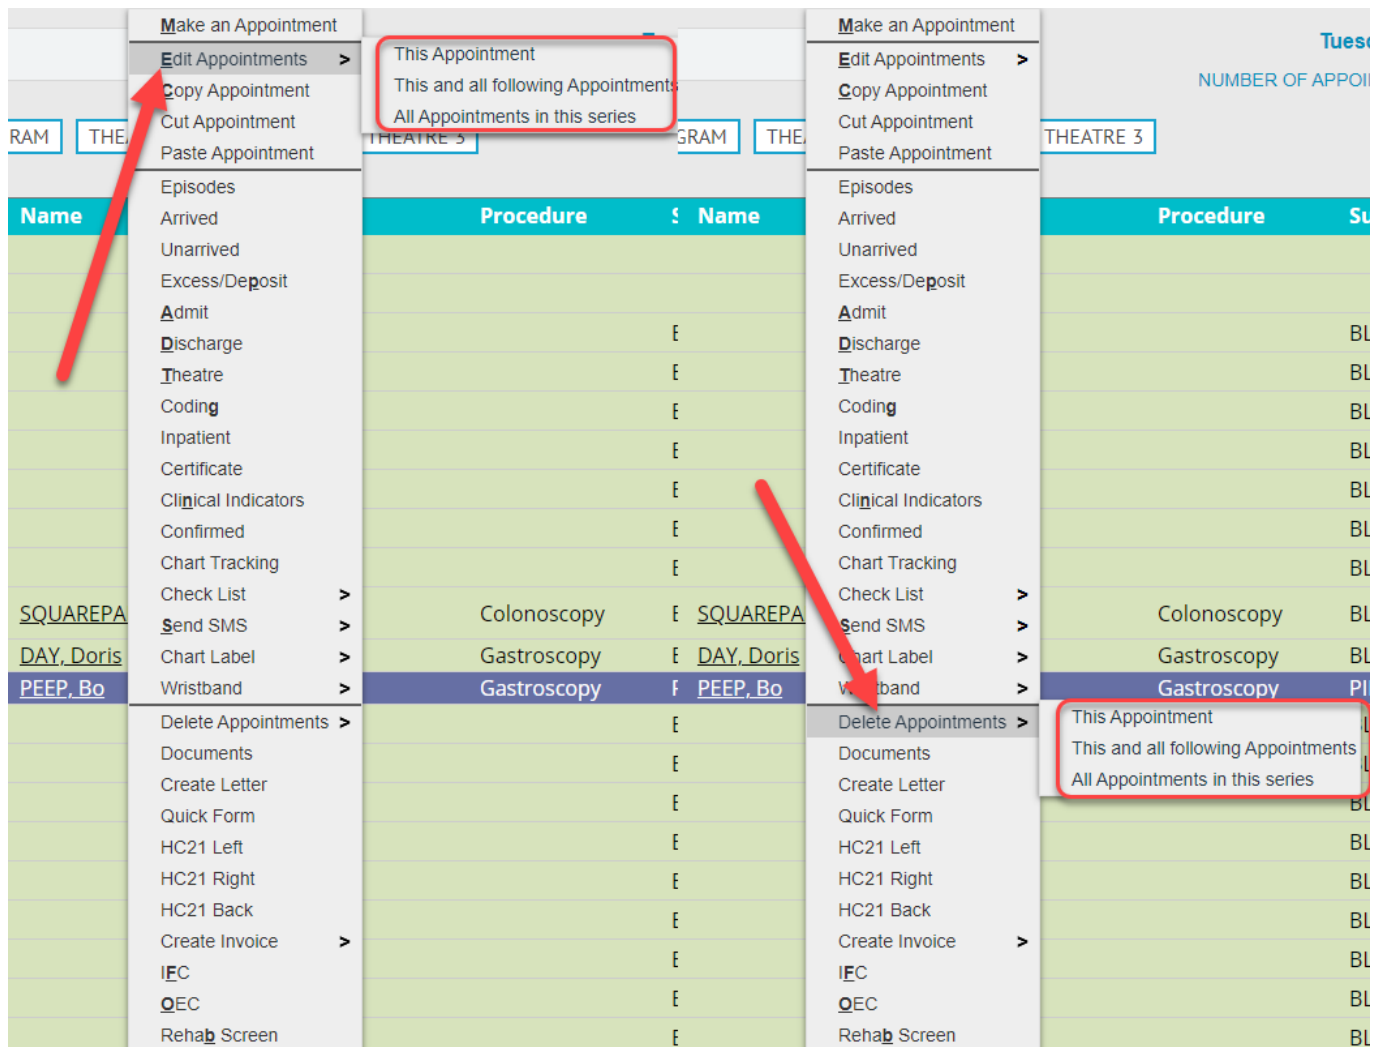 Make an Appointment
Edit Appointments >
Copy Appointment
Cut Appointment
Paste Appointment
Episodes
Arrived
Unarrived
Excess/Deposit
Admit
Discharge
Theatre
Coding
Inpatient
Certificate
Clinical Indicators
Confirmed
Chart Tracking
Check List >
Send SMS >
Chart Label >
Wristband >
Delete Appointments >
Documents
Create Letter
Quick Form
HC21 Left
HC21 Right
HC21 Back
Create Invoice >
IFC
OEC
Rehab Screen
This Appointment
This and all following Appointments
All Appointments in this series
THEATRE 3
Name Procedure
Colonoscopy
DAY, Doris Gastroscopy
PEEP, Bo Gastroscopy
Make an Appointment
Edit Appointments >
Copy Appointment
Cut Appointment
Paste Appointment
Episodes
Arrived
Unarrived
Excess/Deposit
Admit
Discharge
Theatre
Coding
Inpatient
Certificate
Clinical Indicators
Confirmed
Chart Tracking
Check List >
Send SMS >
Chart Label >
Wristband >
Delete Appointments >
Documents
Create Letter
Quick Form
HC21 Left
HC21 Right
HC21 Back
Create Invoice >
IFC
OEC
Rehab Screen
This Appointment
This and all following Appointments
All Appointments in this series
NUMBER OF
THEATRE 3
Name Procedure
Colonoscopy
DAY, Doris Gastroscopy
PEEP, Bo Gastroscopy